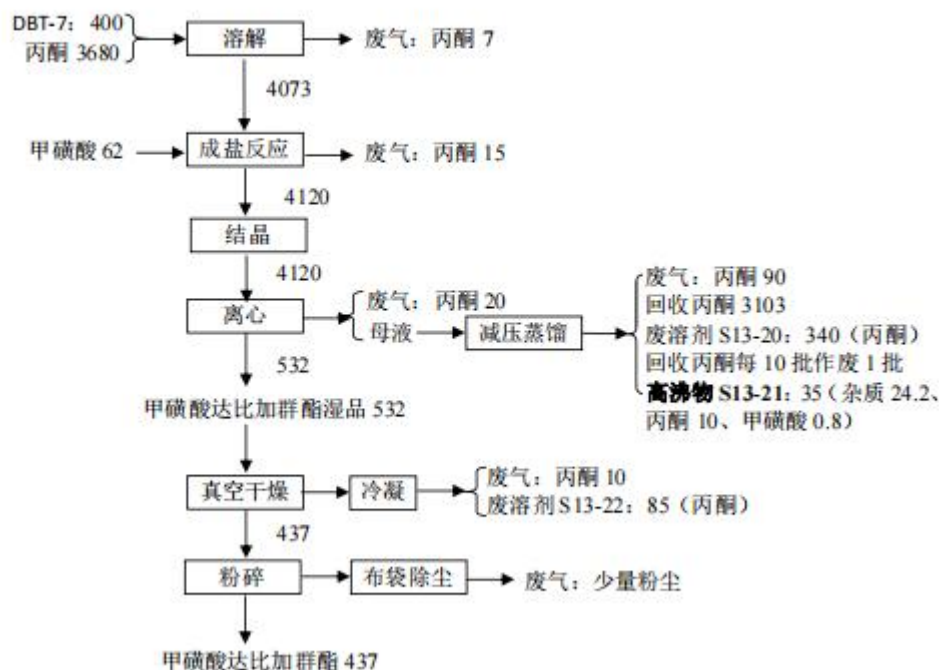 DBT-7: 400
丙酮 3680
溶解
废气：丙酮 7
4073
甲磺酸 62
成盐反应
废气：丙酮 15
4120
结晶
4120
离心
废气：丙酮 20
母液
减压蒸馏
废气：丙酮 90
回收丙酮 3103
废溶剂 S13-20：340（丙酮）
回收丙酮每 10 批作废 1 批
高沸物 S13-21：35（杂质 24.2、
丙酮 10、甲磺酸 0.8）
532
甲磺酸达比加群酯湿品 532
真空干燥
冷凝
废气：丙酮 10
废溶剂 S13-22：85（丙酮）
437
粉碎
布袋除尘
废气：少量粉尘
甲磺酸达比加群酯 437